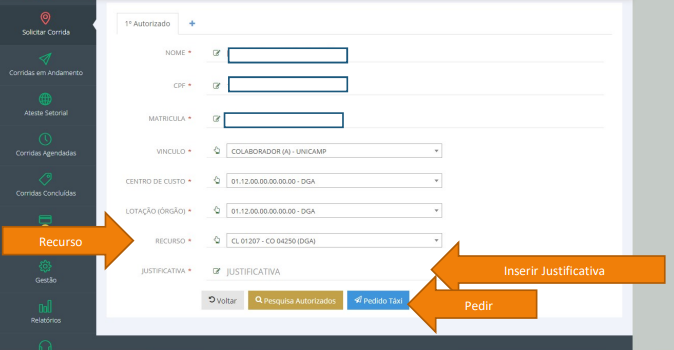 Solicitar Corrida
Corridas em Andamento
Ateste Setorial
Corridas Agendadas
Corridas Concluídas
Gestão
Relatórios
1º Autorizado +
NOME *
CPF *
MATRICULA *
VINCULO * COLABORADOR (A) - UNICAMP
CENTRO DE CUSTO * 01.12.00.00.00.00.00 - DGA
LOTAÇÃO (ÓRGÃO) * 01.12.00.00.00.00.00 - DGA
Recurso
RECURSO * CL 01207 - CO 04250 (DGA)
JUSTIFICATIVA * JUSTIFICATIVA
Inserir Justificativa
Voltar Pesquisa Autorizados Pedido Táxi
Pedir